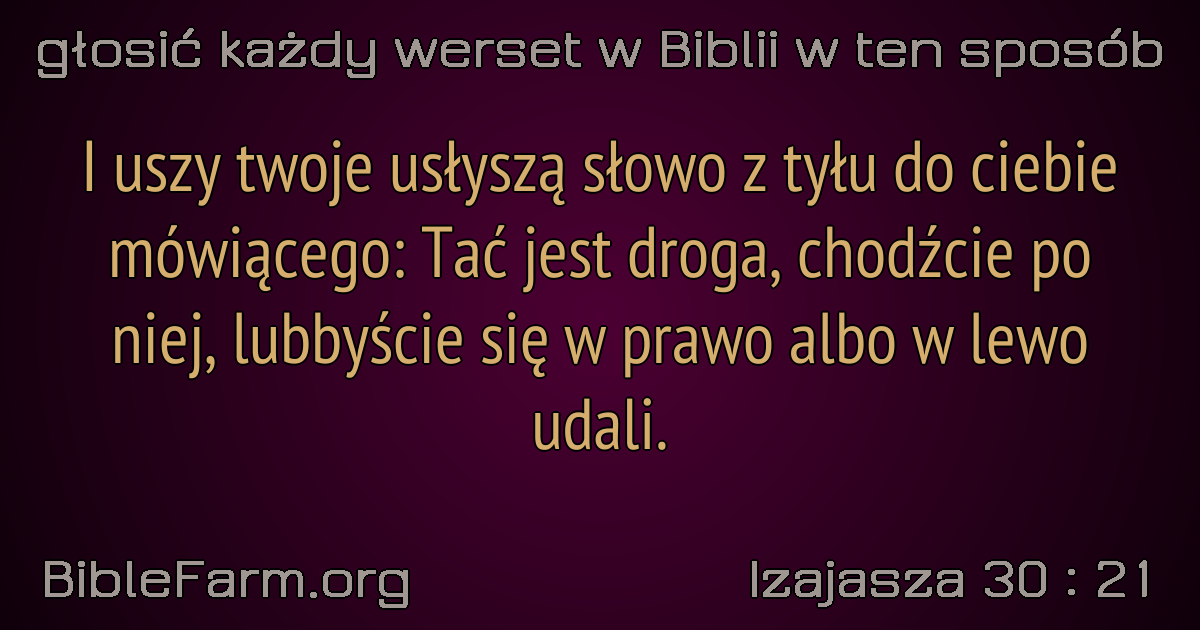 głosić każdy werset w Biblii w ten sposób
I uszy twoje usłyszą słowo z tyłu do ciebie
mówiącego: Tać jest droga, chodźcie po
niej, lubbyście się w prawo albo w lewo
udali.
BibleFarm.org
Izajasza 30 : 21